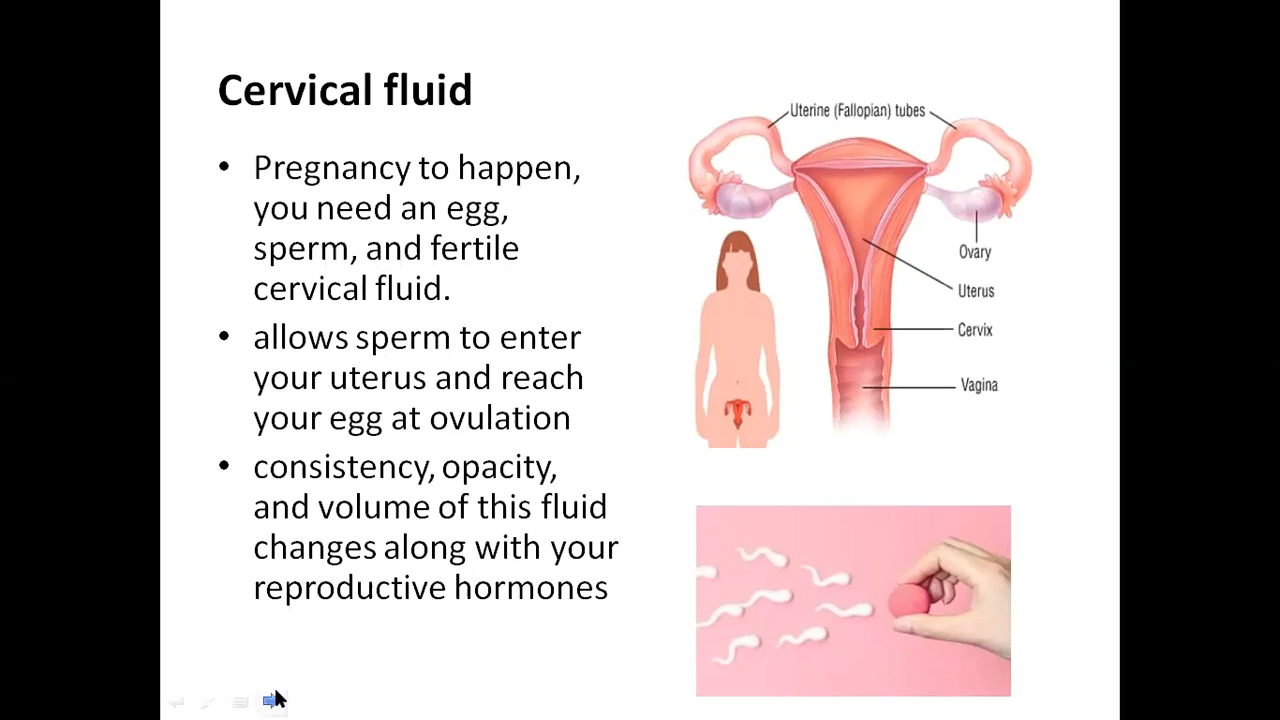 Cervical fluid
• Pregnancy to happen,
you need an egg,
sperm, and fertile
cervical fluid.
• allows sperm to enter
your uterus and reach
your egg at ovulation
• consistency, opacity,
and volume of this fluid
changes along with your
reproductive hormones
Uterine (Fallopian) tubes
Ovary
Uterus
Cervix
Vagina